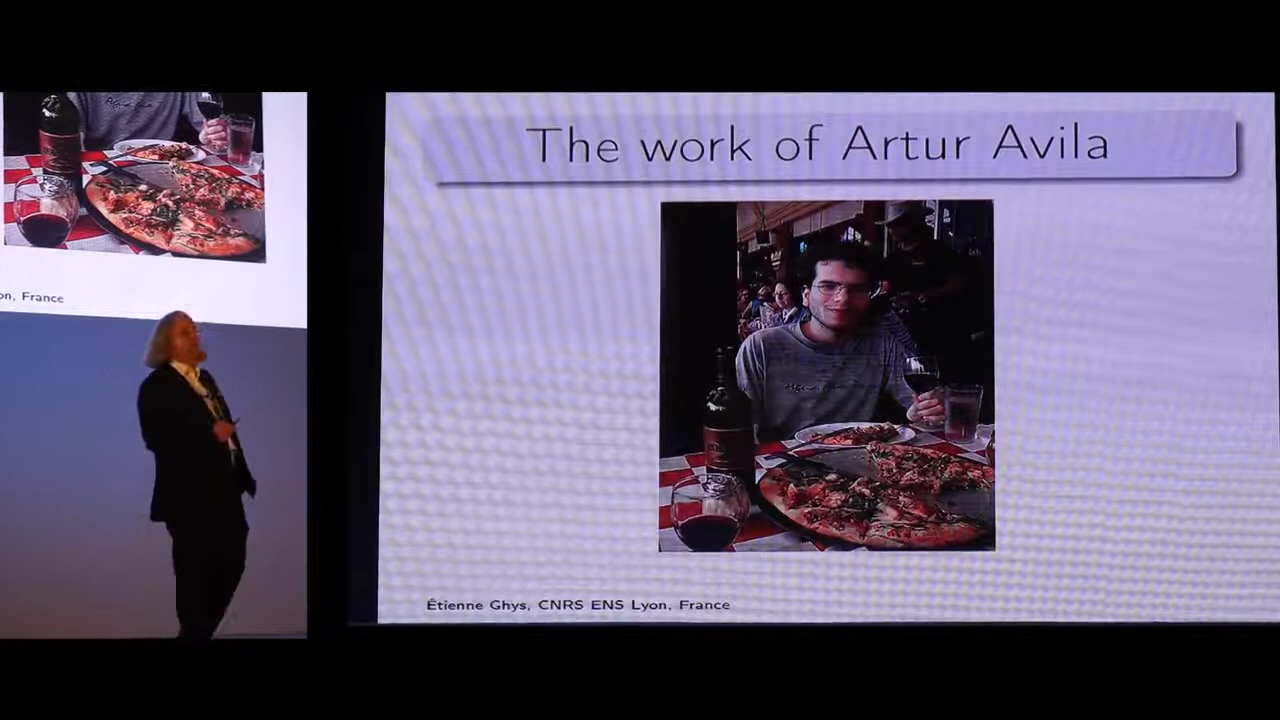 on, France
The work of Artur Avila
Étienne Ghys, CNRS ENS Lyon, France